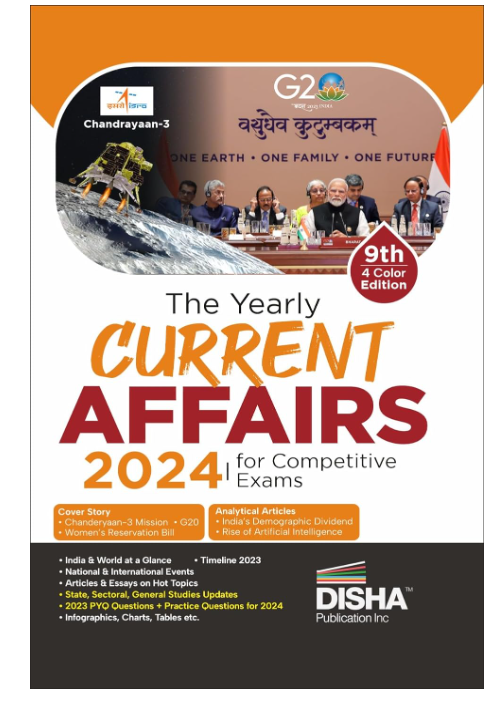 इसरो isro
Chandrayaan-3
G20
वसुधैव कुटुम्बकम्
ONE EARTH • ONE FAMILY • ONE FUTURE
9th
4 Color
Edition
The Yearly
CURRENT
AFFAIRS
2024 | for Competitive
Exams
Cover Story
• Chanderyaan-3 Mission • G20
• Women's Reservation Bill
Analytical Articles
• India's Demographic Dividend
• Rise of Artificial Intelligence
• India & World at a Glance • Timeline 2023
• National & International Events
• Articles & Essays on Hot Topics
• State, Sectoral, General Studies Updates
• 2023 PYQ Questions + Practice Questions for 2024
• Infographics, Charts, Tables etc.
DISHA™
Publication Inc